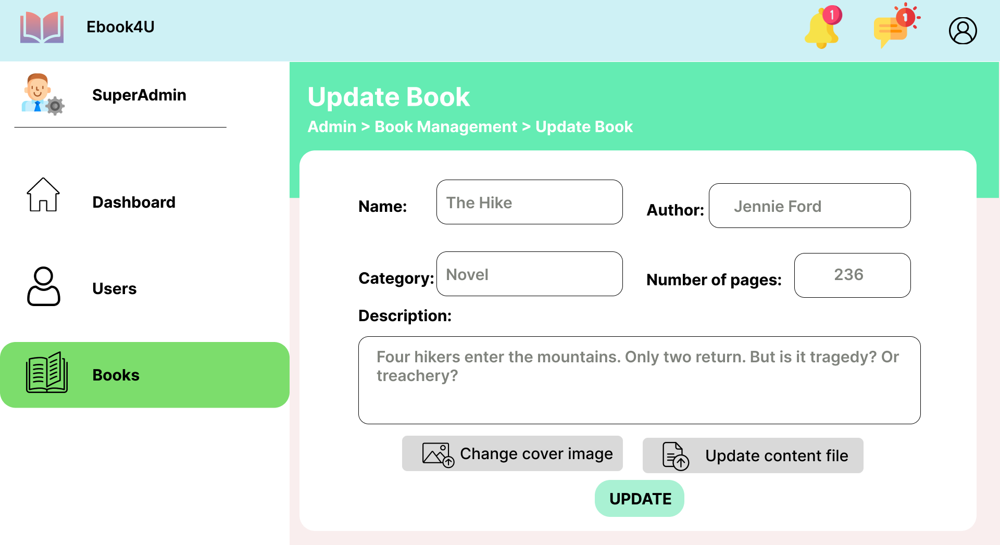 Ebook4U
1
1
SuperAdmin
Update Book
Admin > Book Management > Update Book
Dashboard
Users
Books
Name:
The Hike
Author:
Jennie Ford
Category:
Novel
Number of pages:
236
Description:
Four hikers enter the mountains. Only two return. But is it tragedy? Or
treachery?
Change cover image
Update content file
UPDATE